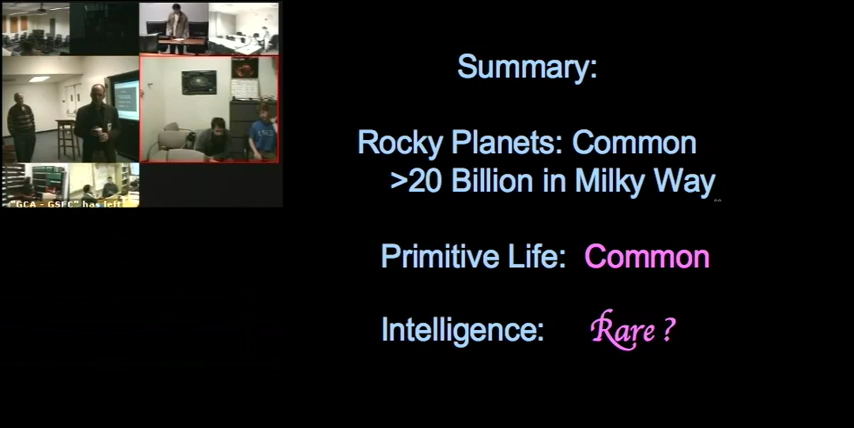 Summary:
Rocky Planets: Common
>20 Billion in Milky Way
Primitive Life: Common
Intelligence: Rare ?
"GCA - GSFC" has left